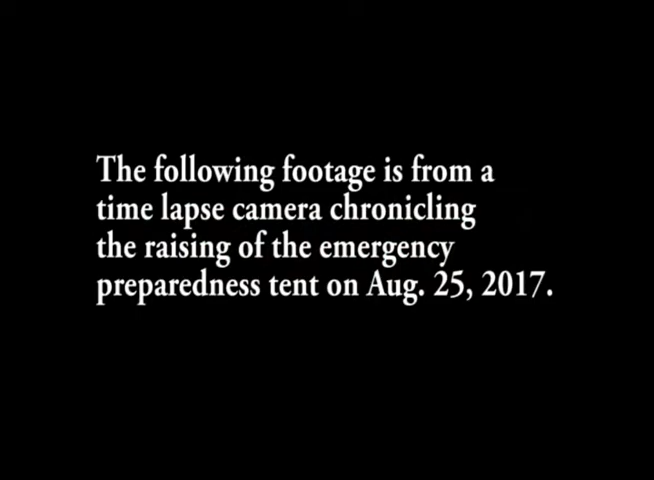 The following footage is from a
time lapse camera chronicling
the raising of the emergency
preparedness tent on Aug. 25, 2017.